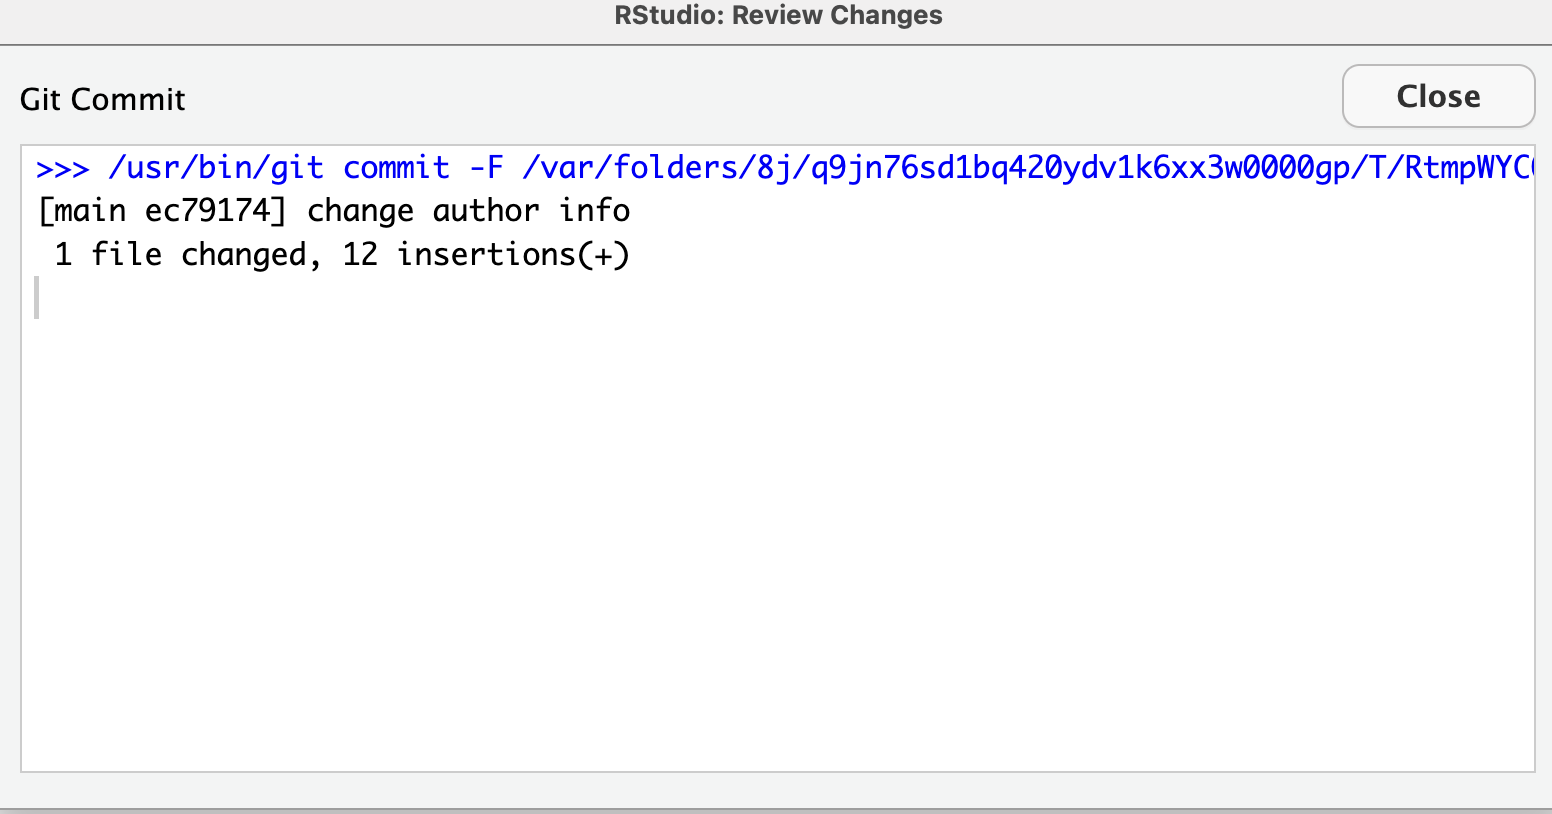 RStudio: Review Changes
Git Commit
Close
>>> /usr/bin/git commit -F /var/folders/8j/q9jn76sd1bq420ydv1k6xx3w0000gp/T/RtmpWYC
[main ec79174] change author info
1 file changed, 12 insertions(+)